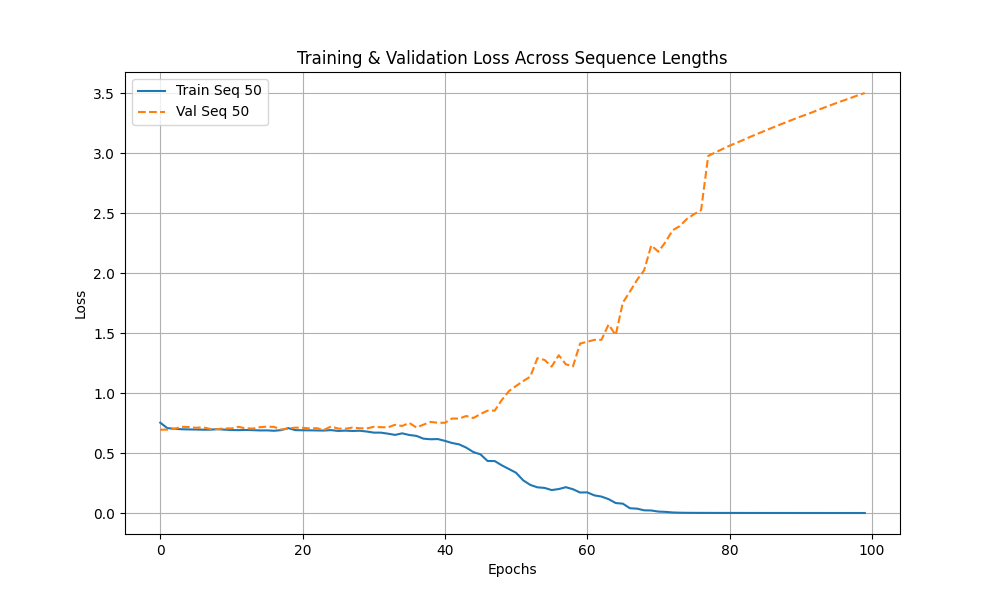 Training & Validation Loss Across Sequence Lengths
Train Seq 50
Val Seq 50
Loss
3.5
3.0
2.5
2.0
1.5
1.0
0.5
0.0
0 20 40 60 80 100
Epochs